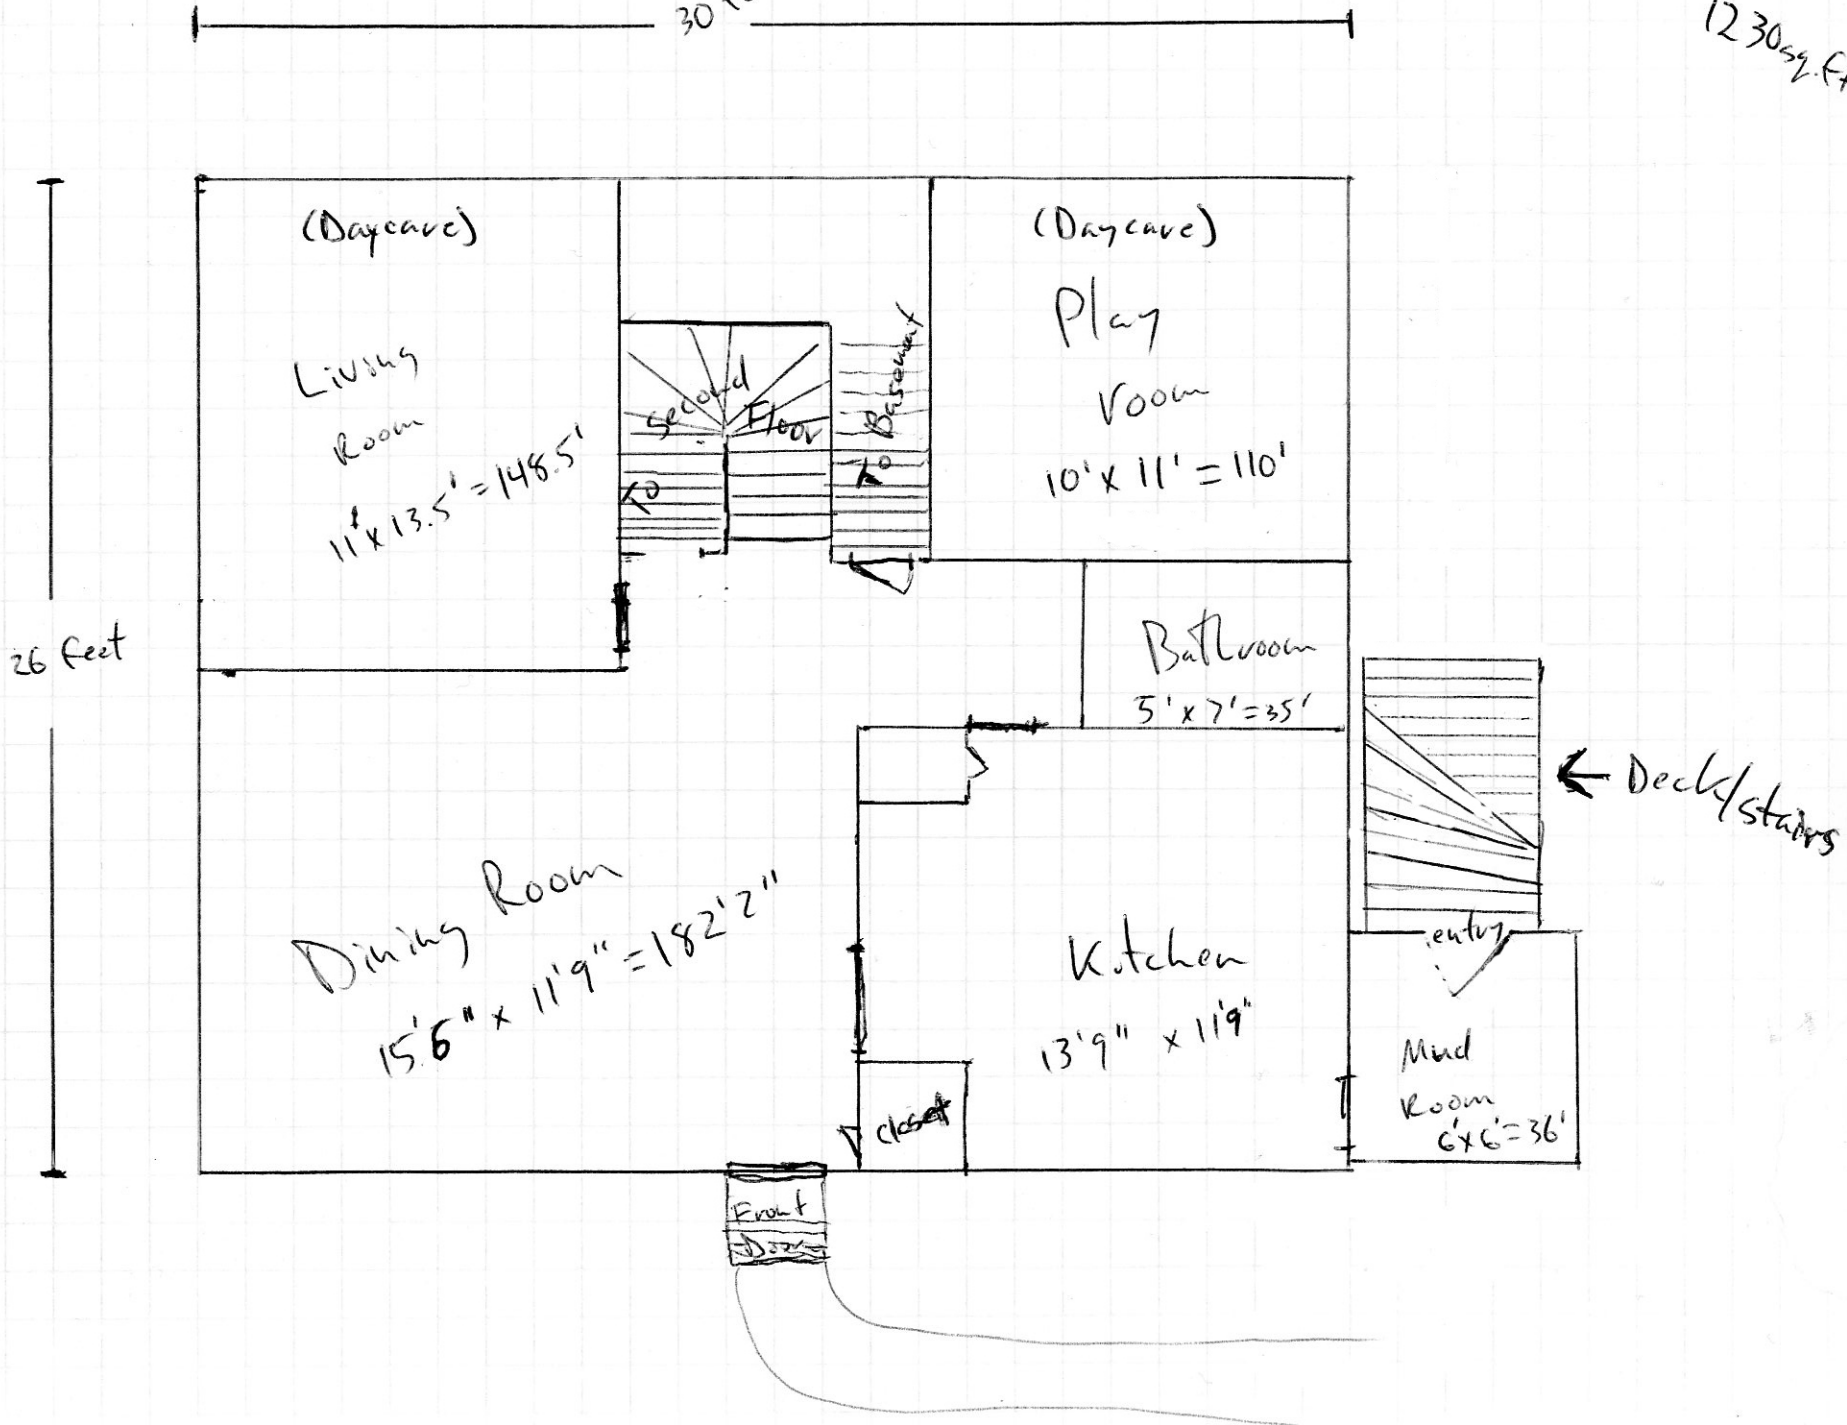 30
1230 sq. ft
26 feet
(Daycare)
Living
Room
11' x 13.5' = 148.5'
To Second Floor
To Basement
(Daycare)
Play
room
10' x 11' = 110'
Bathroom
5' x 7' = 35'
← Deck/stairs
entry
Dining Room
15'6" x 11'9" = 182'2"
Kitchen
13'9" x 11'9"
closet
Mud
Room
6'x6'=36'
Front
Door